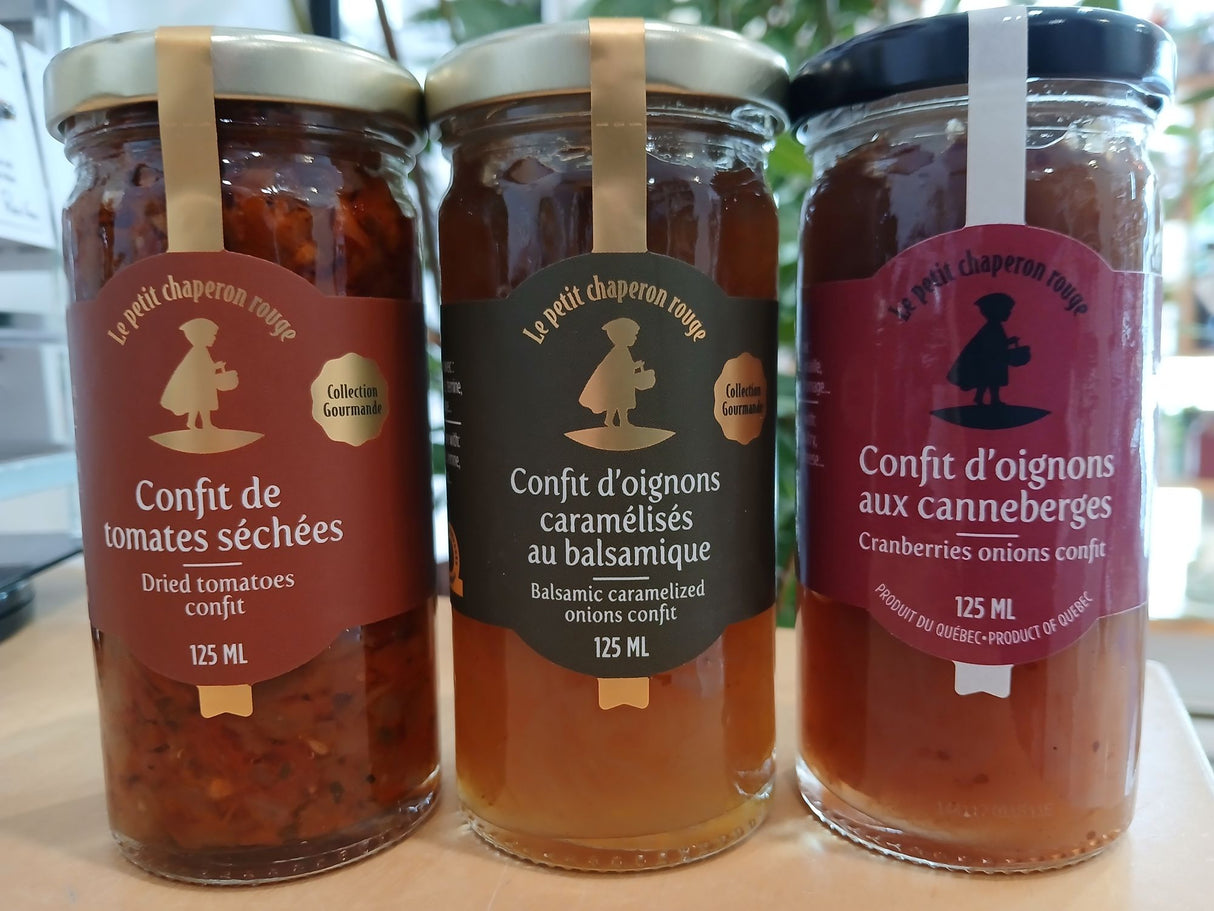 Le petit chaperon rouge
Collection
Gourmande
Confit de
tomates séchées
Dried tomatoes
confit
125 ML
Le petit chaperon rouge
Collection
Gourmande
Confit d'oignons
caramélisés
au balsamique
Balsamic caramelized
onions confit
125 ML
Le petit chaperon rouge
Confit d'oignons
aux canneberges
Cranberries onions confit
125 ML
PRODUIT DU QUÉBEC • PRODUCT OF QUEBEC